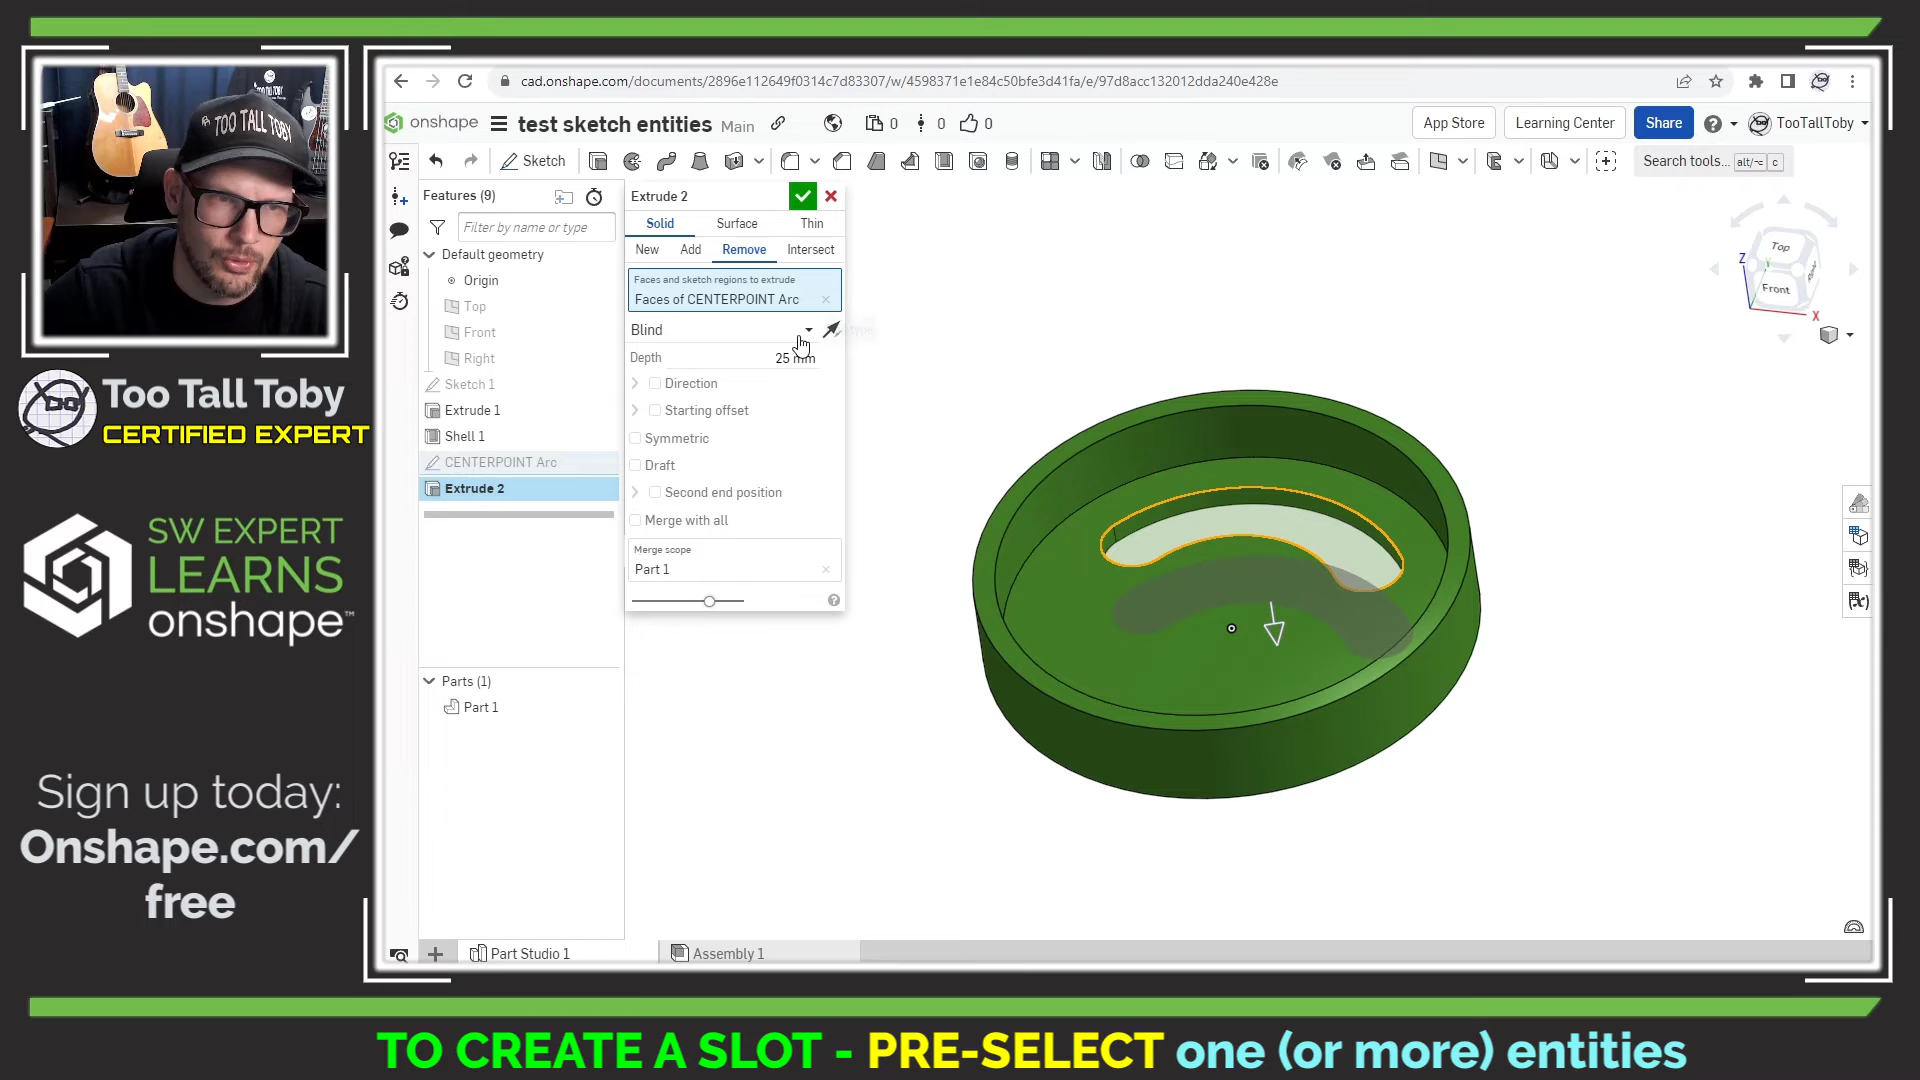 TOO TALL TOBY
Too Tall Toby
CERTIFIED EXPERT
SW EXPERT
LEARNS
onshape™
Sign up today:
Onshape.com/
free
cad.onshape.com/documents/2896e112649f0314c7d83307/w/4598371e1e84c50bfe3d41fa/e/97d8acc132012dda240e428e
onshape
test sketch entities Main
0 0 0
App Store
Learning Center
Share
TooTallToby
Sketch
Search tools... alt/⌥ c
Features (9)
Filter by name or type
Default geometry
Origin
Top
Front
Right
Sketch 1
Extrude 1
Shell 1
CENTERPOINT Arc
Extrude 2
Parts (1)
Part 1
Extrude 2
Solid Surface Thin
New Add Remove Intersect
Faces and sketch regions to extrude
Faces of CENTERPOINT Arc
Blind
Depth 25 mm
Direction
Starting offset
Symmetric
Draft
Second end position
Merge with all
Merge scope
Part 1
Top
Front
Z
Y
X
Part Studio 1
Assembly 1
TO CREATE A SLOT - PRE-SELECT one (or more) entities